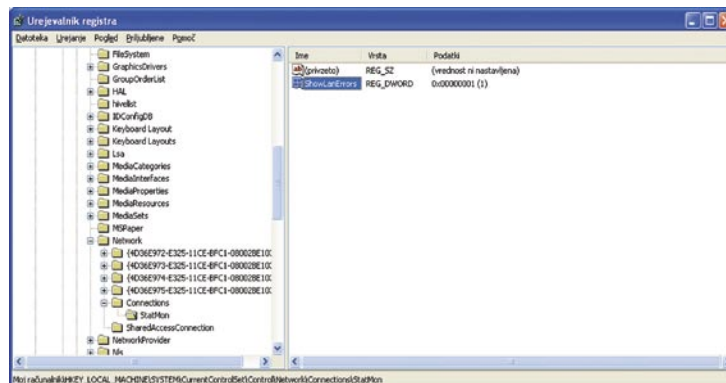 Urejevalnik registra
Datoteka Urejanje Pogled Priljubljene Pomoč
FileSystem
GraphicsDrivers
GroupOrderList
HAL
hivelist
IDConfigDB
Keyboard Layout
Keyboard Layouts
Lsa
MediaCategories
MediaInterfaces
MediaProperties
MediaResources
MediaSets
MSPaper
Network
{4D36E972-E325-11CE-BFC1-08002BE10
{4D36E973-E325-11CE-BFC1-08002BE10
{4D36E974-E325-11CE-BFC1-08002BE10
{4D36E975-E325-11CE-BFC1-08002BE10
Connections
StatMon
SharedAccessConnection
NetworkProvider
Nls
Ime Vrsta Podatki
(privzeto) REG_SZ (vrednost ni nastavljena)
ShowLanErrors REG_DWORD 0x00000001 (1)
Moj računalnik\HKEY_LOCAL_MACHINE\SYSTEM\CurrentControlSet\Control\Network\Connections\StatMon